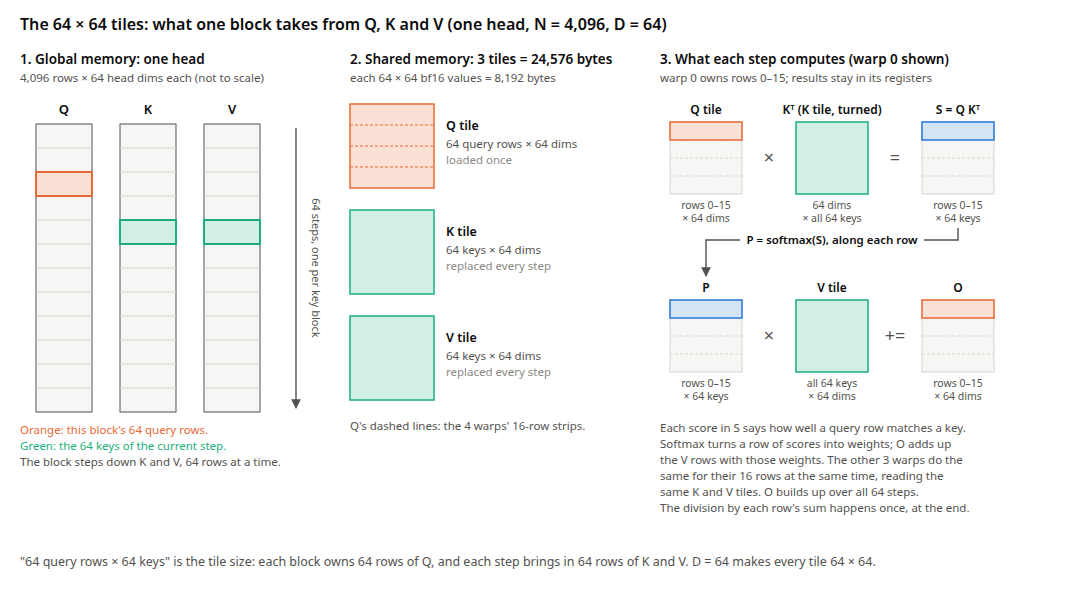 The 64 × 64 tiles: what one block takes from Q, K and V (one head, N = 4,096, D = 64)
1. Global memory: one head
4,096 rows × 64 head dims each (not to scale)
Q
K
V
64 steps, one per key block
Orange: this block's 64 query rows.
Green: the 64 keys of the current step.
The block steps down K and V, 64 rows at a time.
2. Shared memory: 3 tiles = 24,576 bytes
each 64 × 64 bf16 values = 8,192 bytes
Q tile
64 query rows × 64 dims
loaded once
K tile
64 keys × 64 dims
replaced every step
V tile
64 keys × 64 dims
replaced every step
Q's dashed lines: the 4 warps' 16-row strips.
3. What each step computes (warp 0 shown)
warp 0 owns rows 0–15; results stay in its registers
Q tile
Kᵀ (K tile, turned)
S = Q Kᵀ
×
=
rows 0–15
× 64 dims
64 dims
× all 64 keys
rows 0–15
× 64 keys
P = softmax(S), along each row
P
V tile
O
×
+=
rows 0–15
× 64 keys
all 64 keys
× 64 dims
rows 0–15
× 64 dims
Each score in S says how well a query row matches a key.
Softmax turns a row of scores into weights; O adds up
the V rows with those weights. The other 3 warps do the
same for their 16 rows at the same time, reading the
same K and V tiles. O builds up over all 64 steps.
The division by each row's sum happens once, at the end.
"64 query rows × 64 keys" is the tile size: each block owns 64 rows of Q, and each step brings in 64 rows of K and V. D = 64 makes every tile 64 × 64.